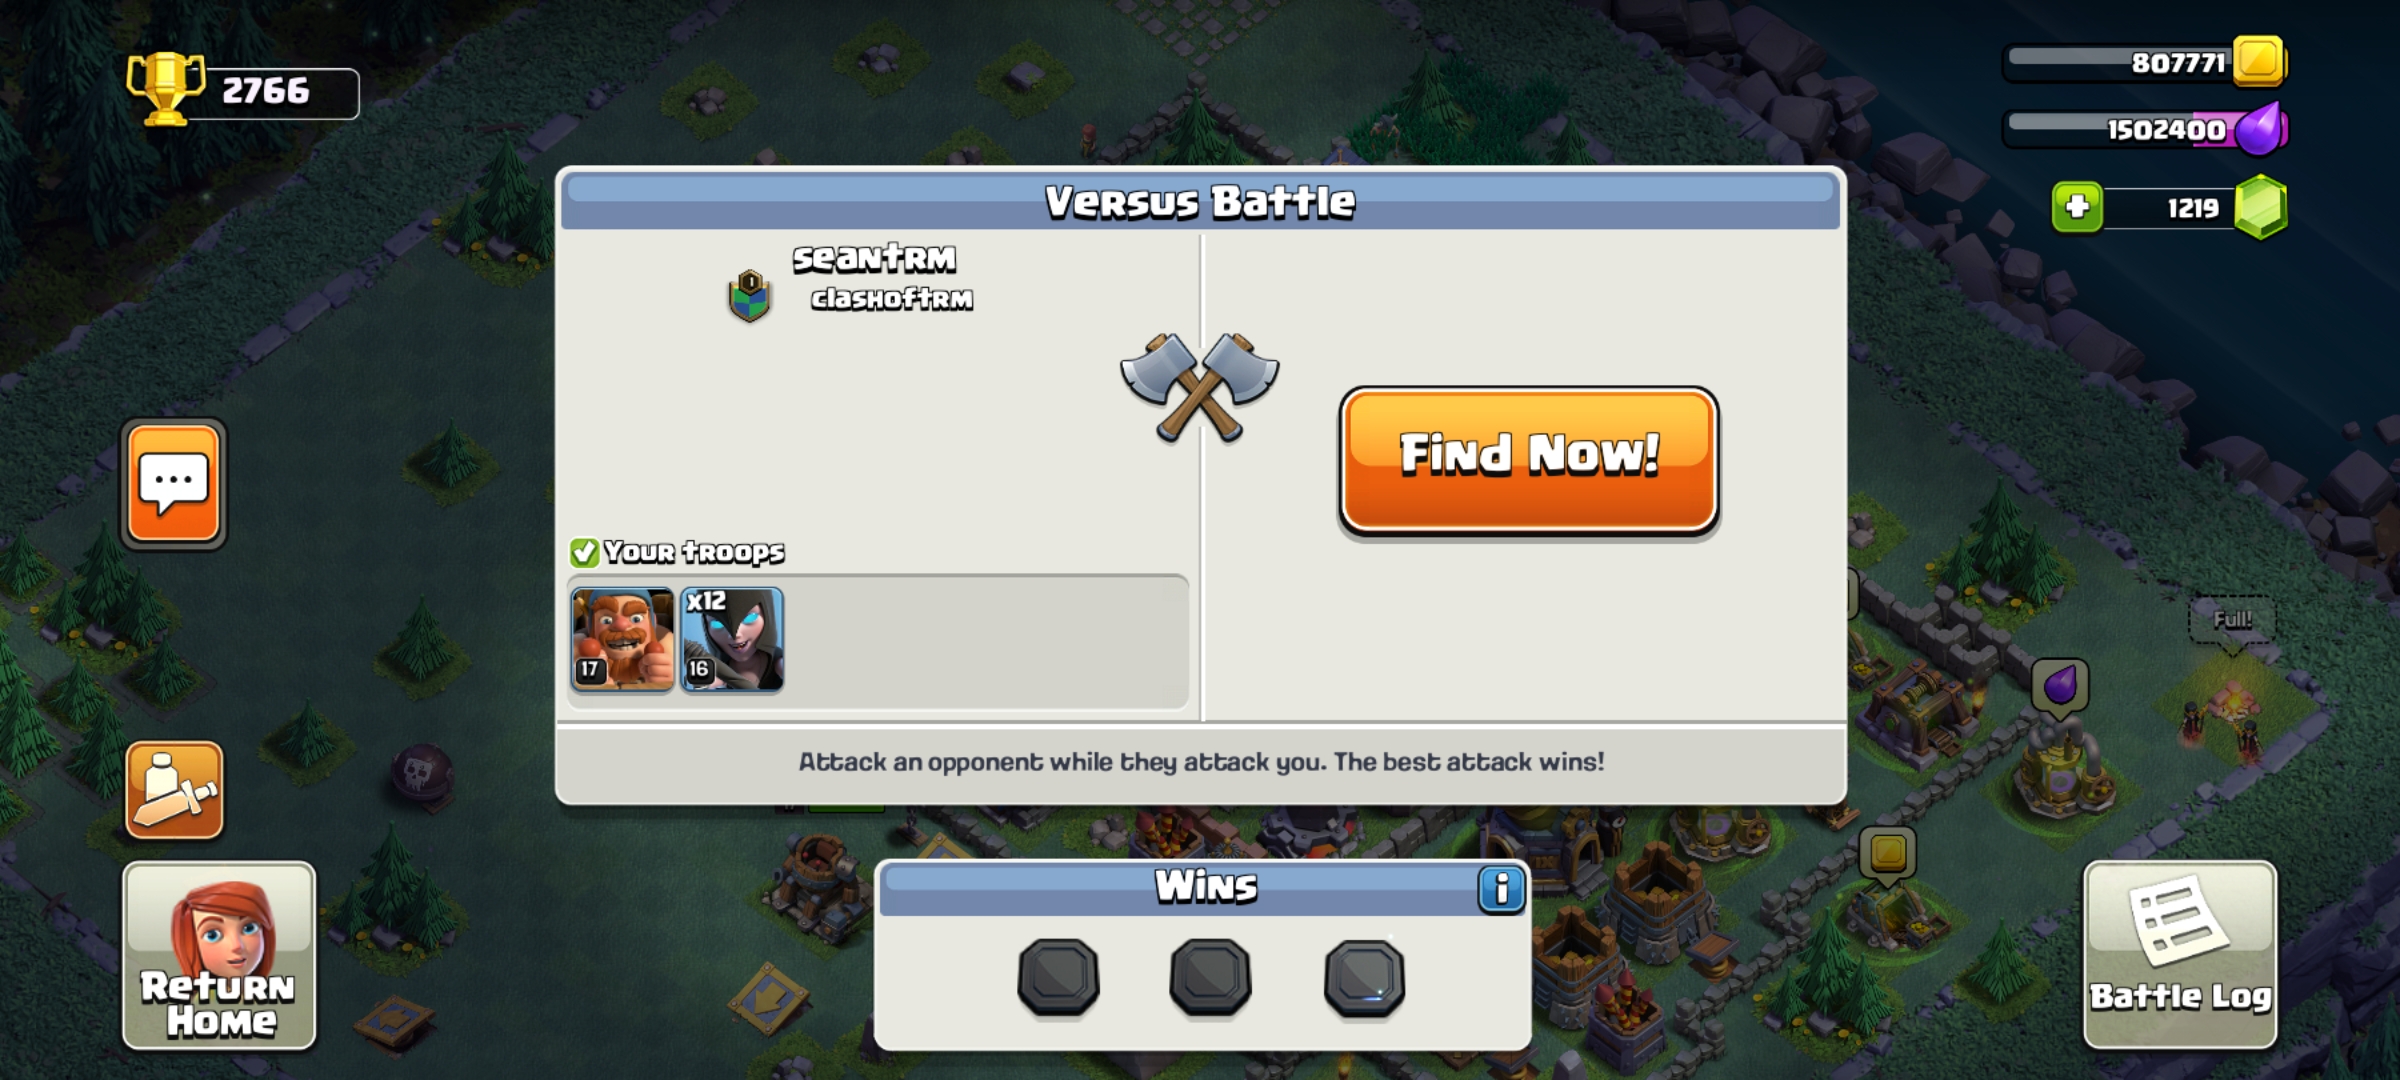 2766
807771
1502400
1219
Versus Battle
seantrm
1
clashoftrm
Find Now!
Your troops
17
x12
16
Attack an opponent while they attack you. The best attack wins!
Full!
Wins
i
Return
Home
Battle Log